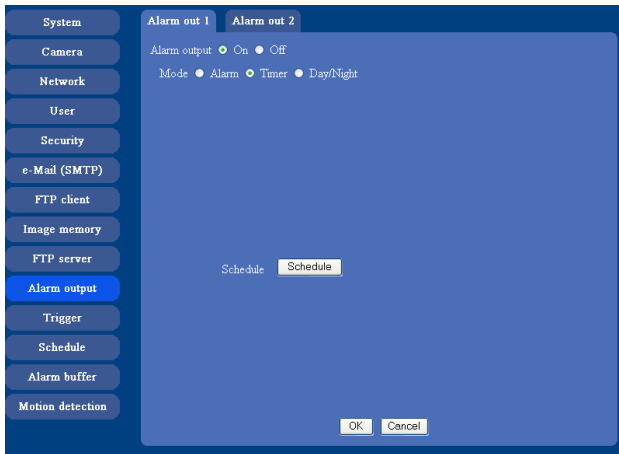 System
Camera
Network
User
Security
e-Mail (SMTP)
FTP client
Image memory
FTP server
Alarm output
Trigger
Schedule
Alarm buffer
Motion detection
Alarm out 1 Alarm out 2
Alarm output On Off
Mode Alarm Timer Day/Night
Schedule Schedule
OK Cancel